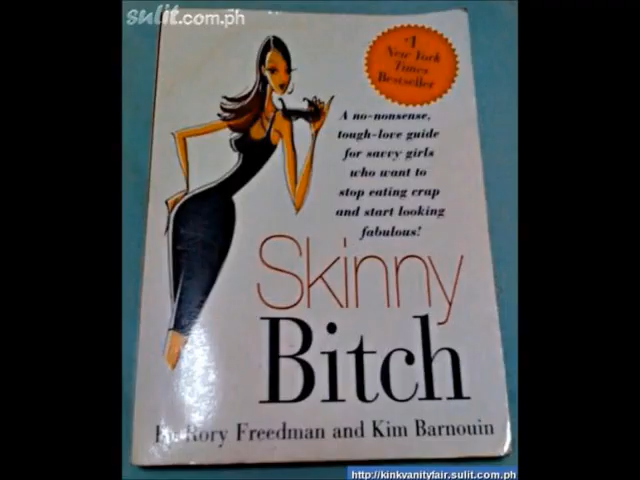 sulit.com.ph
#1
New York
Times
Bestseller
A no-nonsense,
tough-love guide
for savvy girls
who want to
stop eating crap
and start looking
fabulous!
Skinny
Bitch
Rory Freedman and Kim Barnouin
http://kinkvanityfair.sulit.com.ph